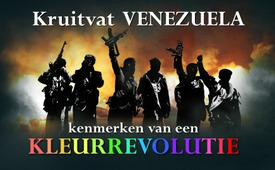 Kruitvat VENEZUELA
kenmerken van een
KLEURREVOLUTIE